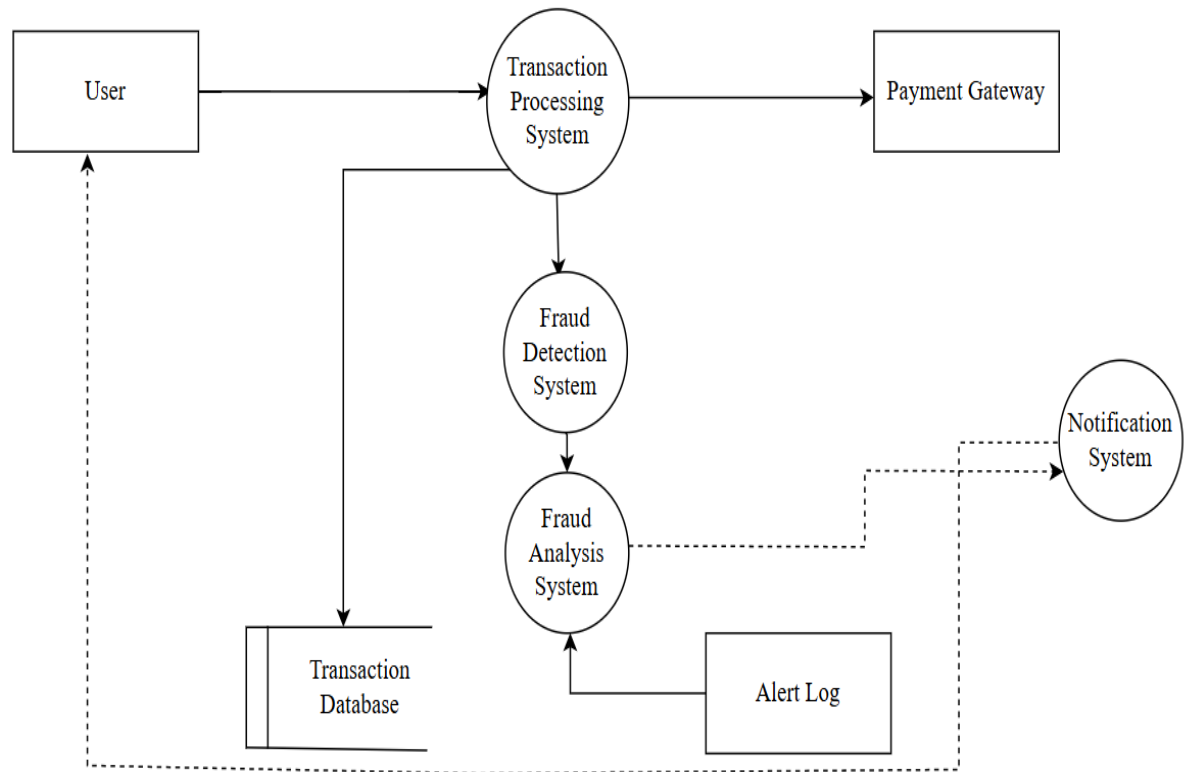 User
Transaction
Processing
System
Payment Gateway
Fraud
Detection
System
Notification
System
Fraud
Analysis
System
Transaction
Database
Alert Log